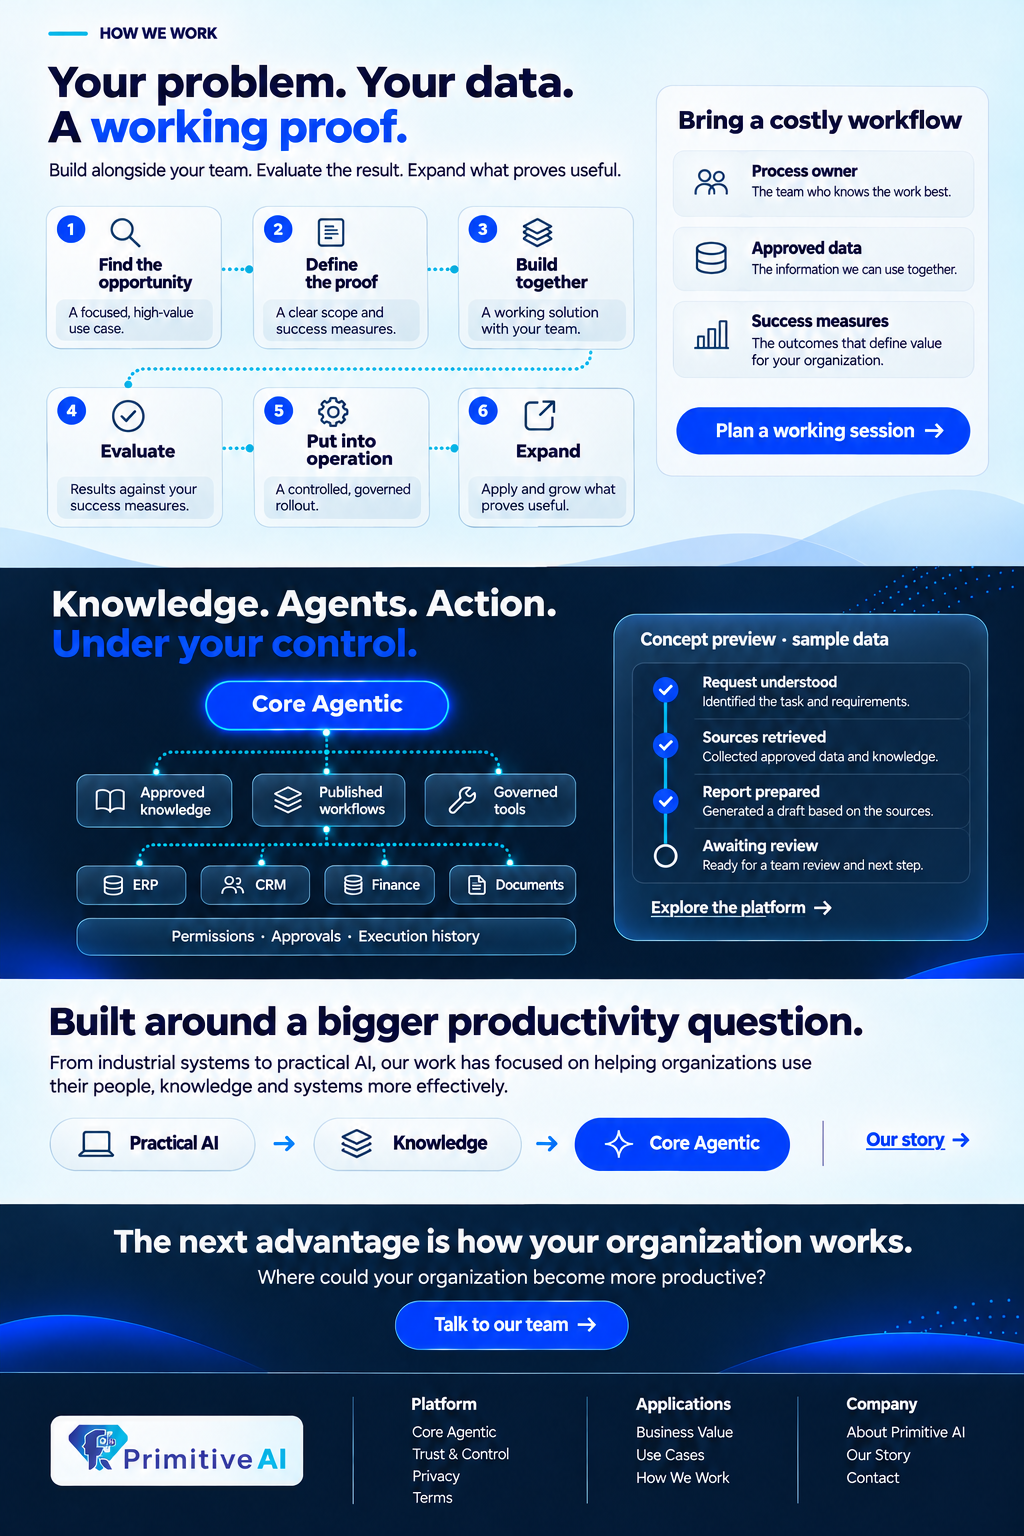 HOW WE WORK
Your problem. Your data.
A working proof.
Build alongside your team. Evaluate the result. Expand what proves useful.
1
Find the
opportunity
A focused, high-value
use case.
2
Define
the proof
A clear scope and
success measures.
3
Build
together
A working solution
with your team.
4
Evaluate
Results against your
success measures.
5
Put into
operation
A controlled, governed
rollout.
6
Expand
Apply and grow what
proves useful.
Bring a costly workflow
Process owner
The team who knows the work best.
Approved data
The information we can use together.
Success measures
The outcomes that define value
for your organization.
Plan a working session →
Knowledge. Agents. Action.
Under your control.
Core Agentic
Approved
knowledge
Published
workflows
Governed
tools
ERP
CRM
Finance
Documents
Permissions · Approvals · Execution history
Concept preview · sample data
Request understood
Identified the task and requirements.
Sources retrieved
Collected approved data and knowledge.
Report prepared
Generated a draft based on the sources.
Awaiting review
Ready for a team review and next step.
Explore the platform →
Built around a bigger productivity question.
From industrial systems to practical AI, our work has focused on helping organizations use
their people, knowledge and systems more effectively.
Practical AI → Knowledge → Core Agentic
Our story →
The next advantage is how your organization works.
Where could your organization become more productive?
Talk to our team →
Primitive AI
Platform
Core Agentic
Trust & Control
Privacy
Terms
Applications
Business Value
Use Cases
How We Work
Company
About Primitive AI
Our Story
Contact